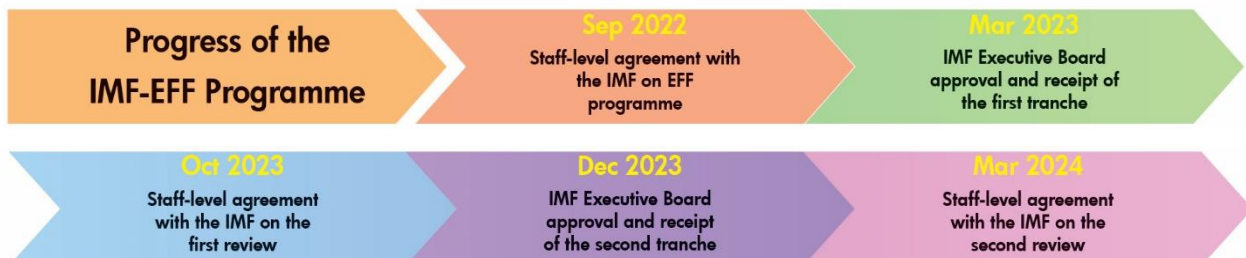 Progress of the
IMF-EFF Programme
Sep 2022
Staff-level agreement with
the IMF on EFF
programme
Mar 2023
IMF Executive Board
approval and receipt of
the first tranche
Oct 2023
Staff-level agreement
with the IMF on the
first review
Dec 2023
IMF Executive Board
approval and receipt
of the second tranche
Mar 2024
Staff-level agreement
with the IMF on the
second review